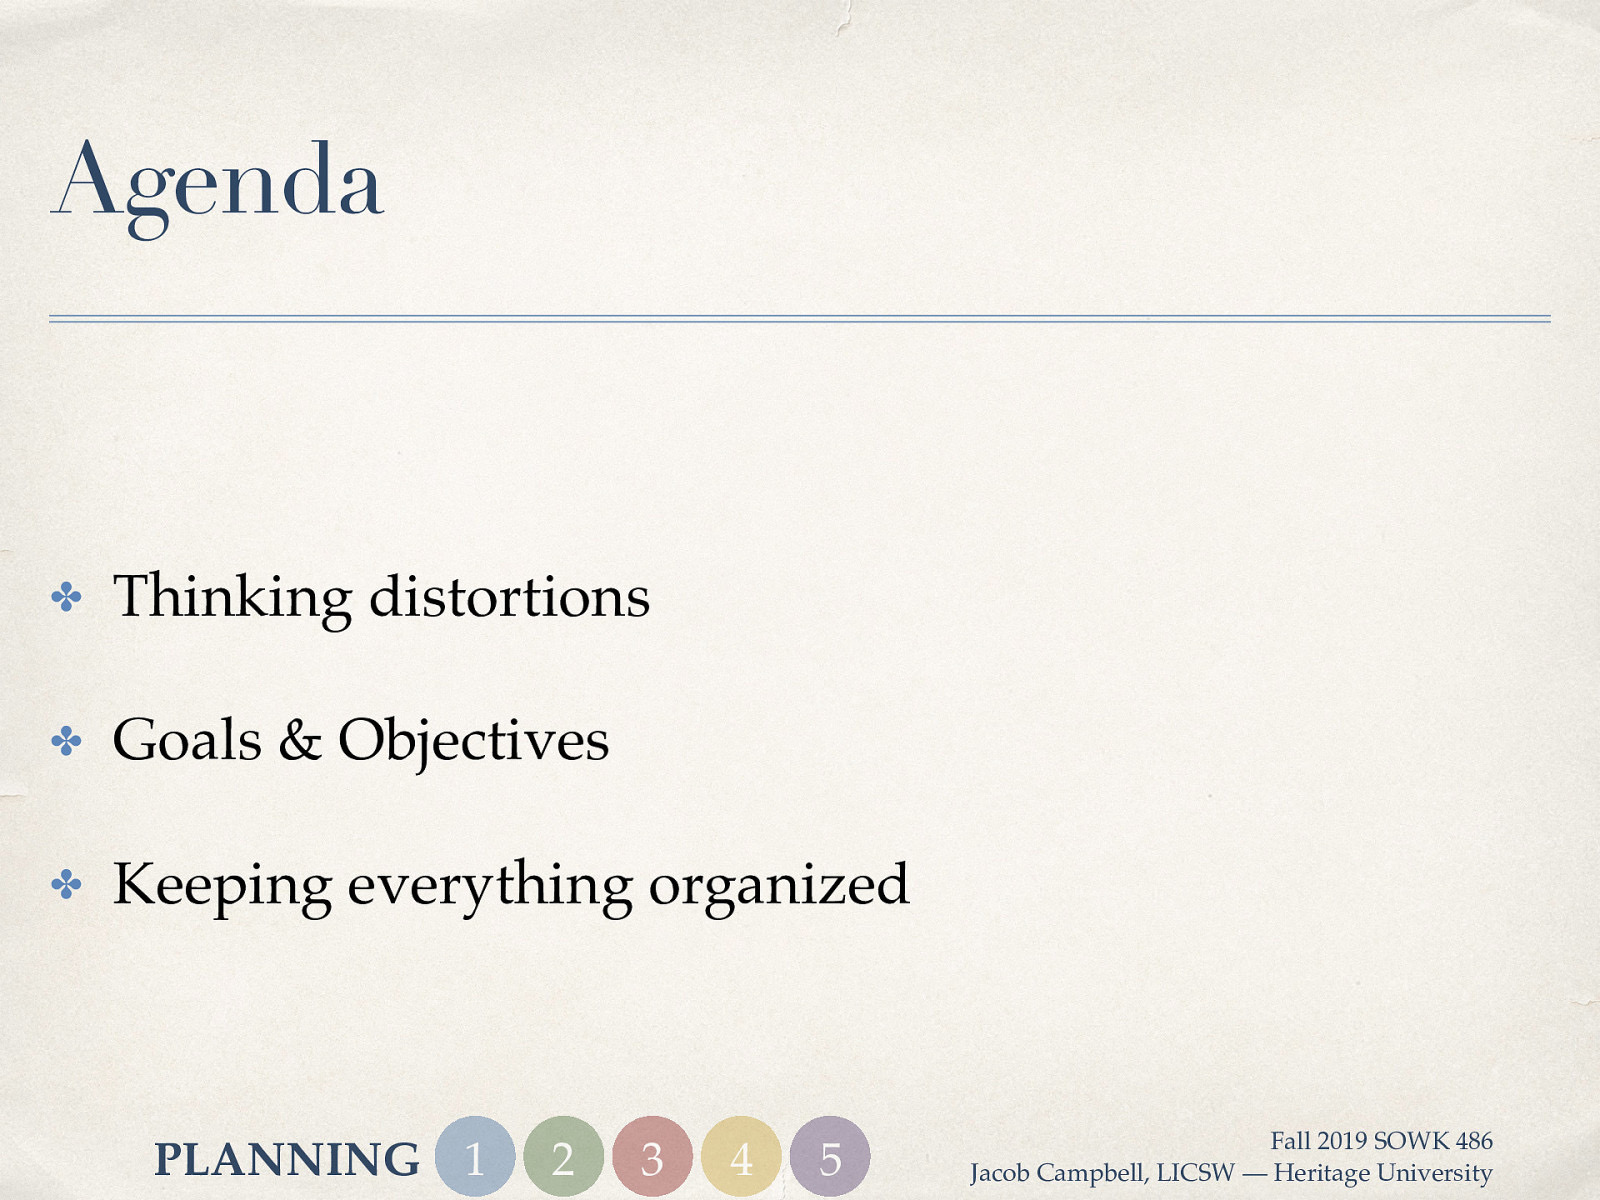 Agenda
Thinking distortions
Goals & Objectives
Keeping everything organized
PLANNING 1 2 3 4 5
Fall 2019 SOWK 486
Jacob Campbell, LICSW — Heritage University